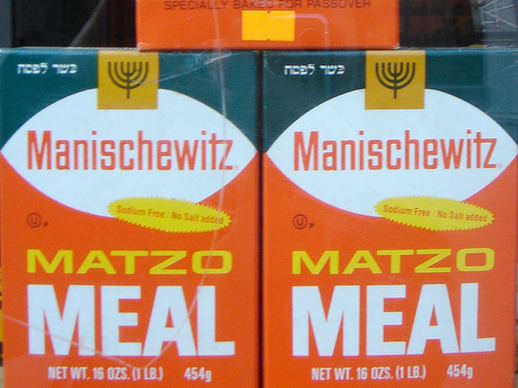 SPECIALLY BAKED FOR PASSOVER
כשר לפסח
Manischewitz
Sodium Free / No Salt added
U P
MATZO
MEAL
NET WT. 16 OZS. (1 LB.) 454g
כשר לפסח
Manischewitz
Sodium Free / No Salt added
U P
MATZO
MEAL
NET WT. 16 OZS. (1 LB.) 454g